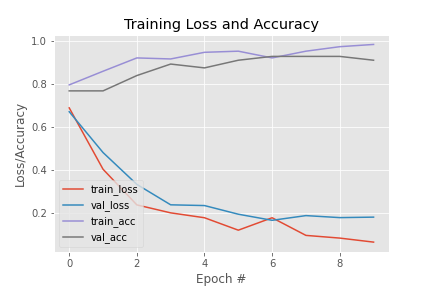 Training Loss and Accuracy
1.0
0.8
0.6
0.4
0.2
Loss/Accuracy
train_loss
val_loss
train_acc
val_acc
0 2 4 6 8
Epoch #